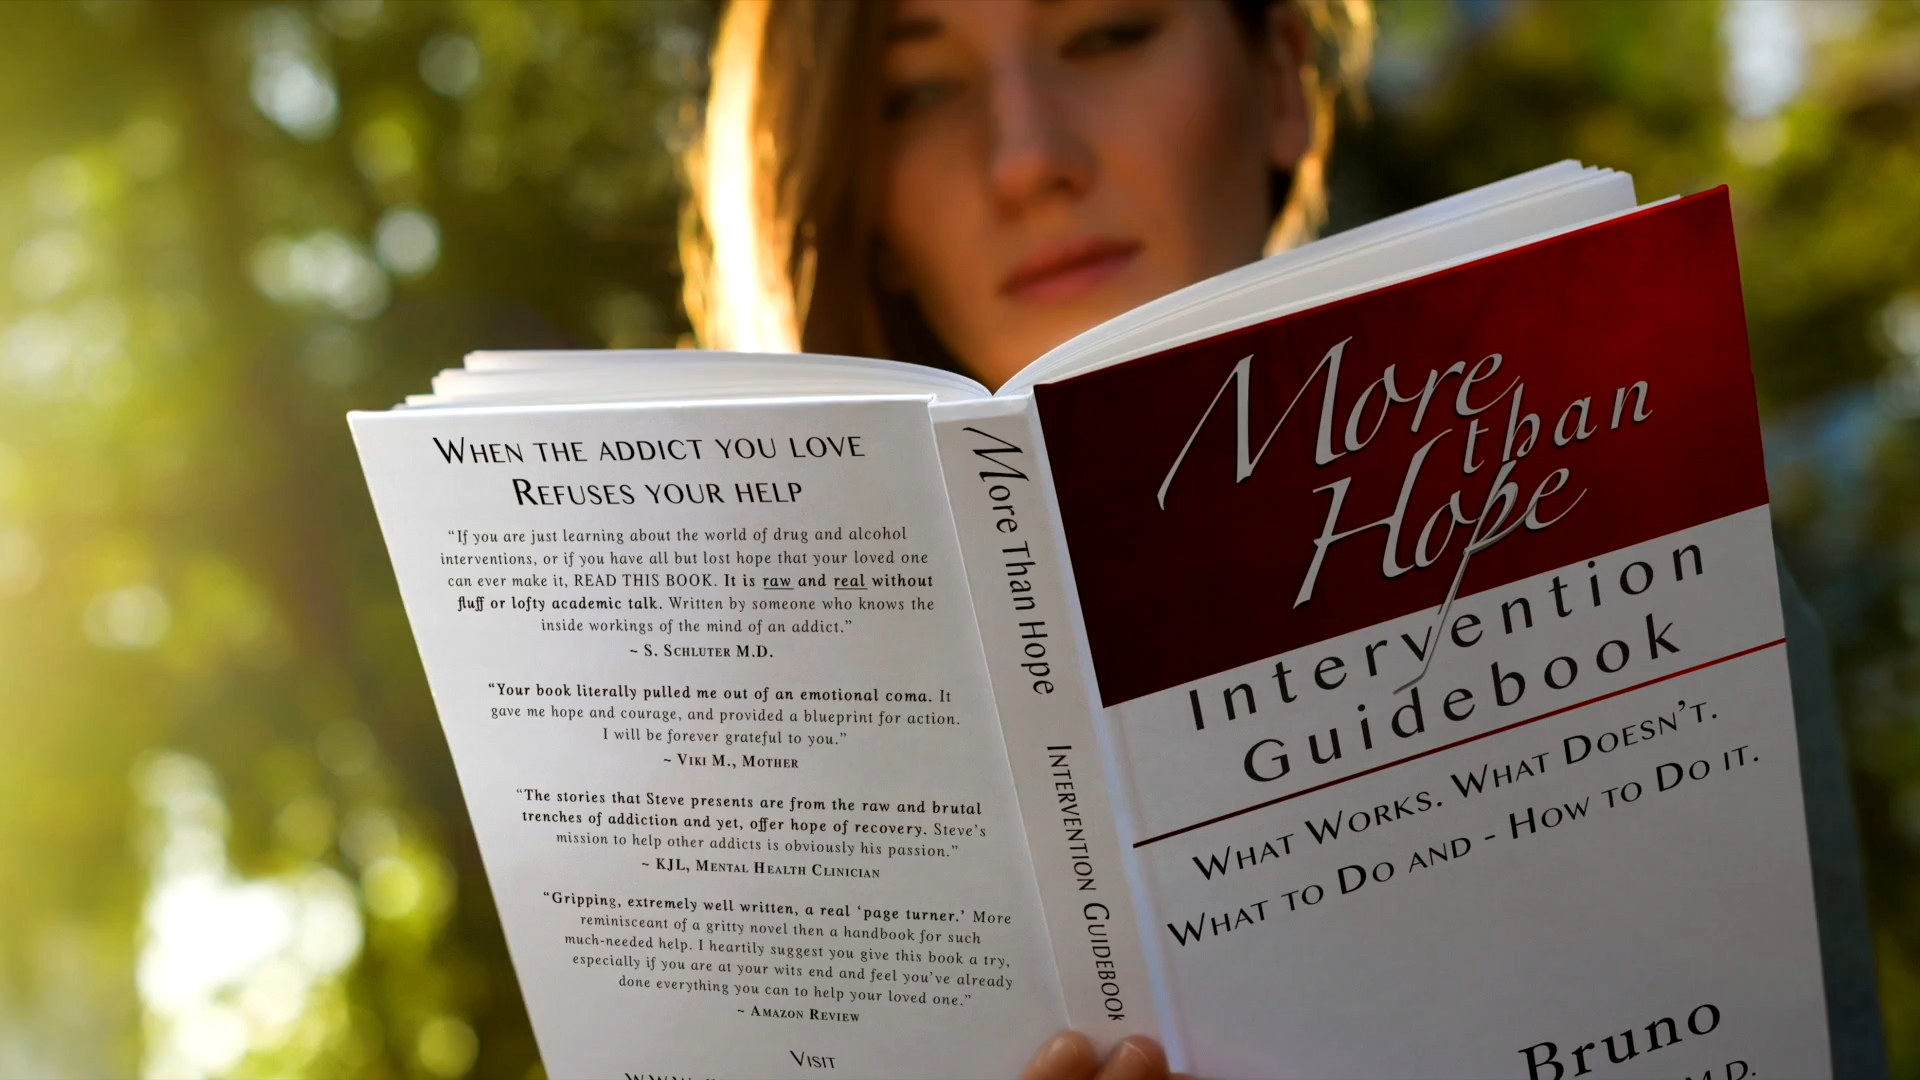 When the addict you love
Refuses your help
“If you are just learning about the world of drug and alcohol
interventions, or if you have all but lost hope that your loved one
can ever make it, READ THIS BOOK. It is raw and real without
fluff or lofty academic talk. Written by someone who knows the
inside workings of the mind of an addict.”
~ S. Schluter M.D.
“Your book literally pulled me out of an emotional coma. It
gave me hope and courage, and provided a blueprint for action.
I will be forever grateful to you.”
~ Viki M., Mother
“The stories that Steve presents are from the raw and brutal
trenches of addiction and yet, offer hope of recovery. Steve’s
mission to help other addicts is obviously his passion.”
~ KJL, Mental Health Clinician
“Gripping, extremely well written, a real ‘page turner.’ More
reminisceant of a gritty novel then a handbook for such
much-needed help. I heartily suggest you give this book a try,
especially if you are at your wits end and feel you’ve already
done everything you can to help your loved one.”
~ Amazon Review
Visit
More Than Hope Intervention Guidebook
More
than
Hope
Intervention
Guidebook
What Works. What Doesn’t.
What to Do and - How to Do it.
Bruno
M.D.